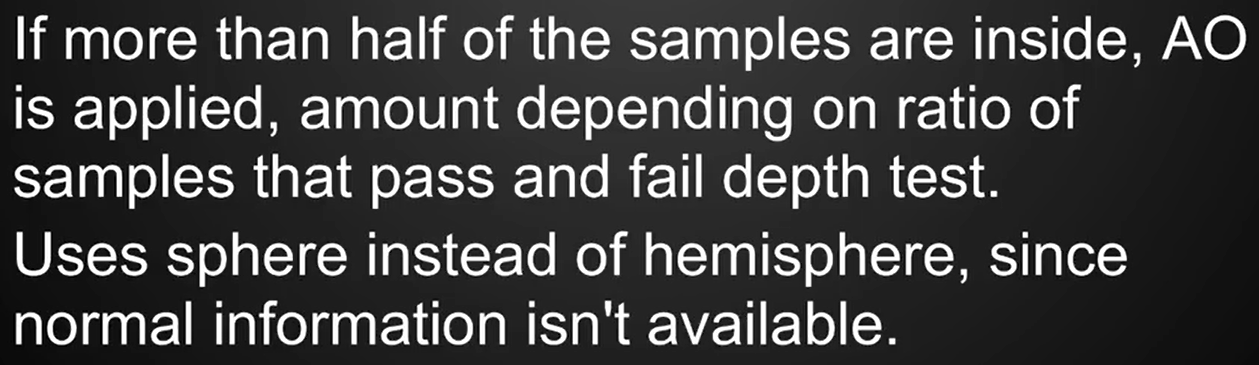 If more than half of the samples are inside, AO
is applied, amount depending on ratio of
samples that pass and fail depth test.
Uses sphere instead of hemisphere, since
normal information isn't available.